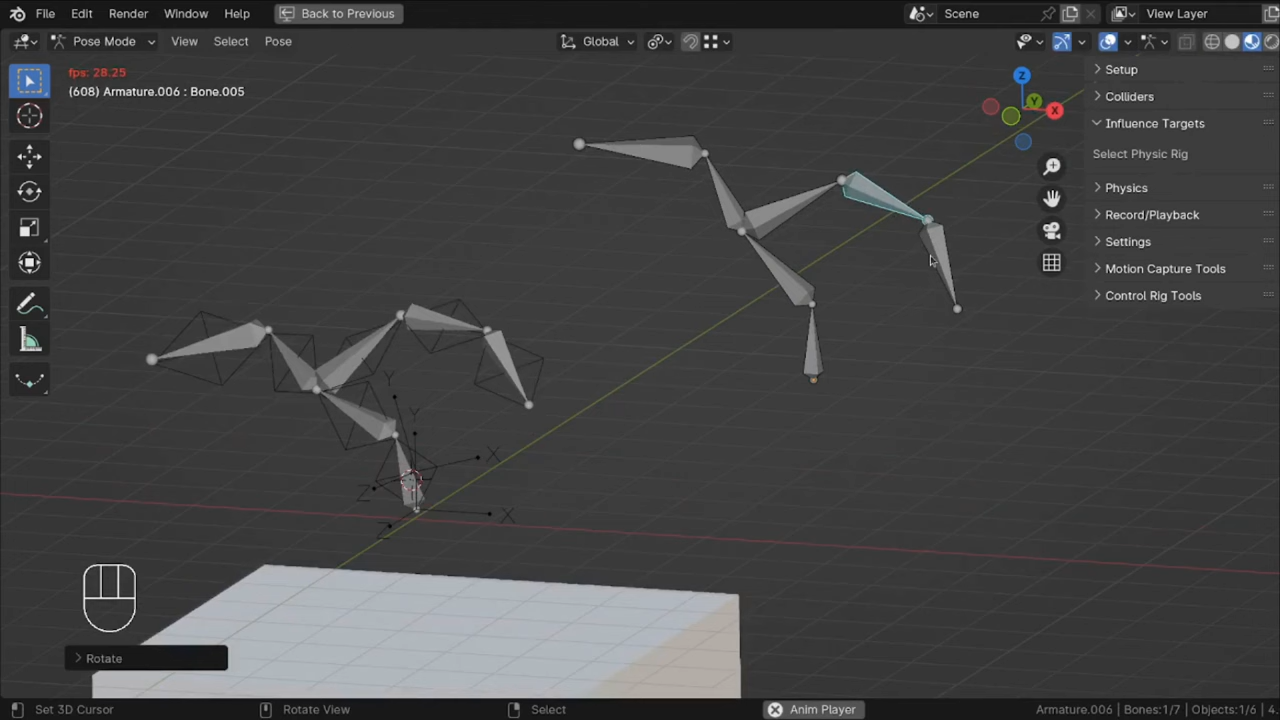 File Edit Render Window Help Back to Previous Scene View Layer
Pose Mode View Select Pose Global
fps: 28.25
(608) Armature.006 : Bone.005
Z
Y
X
Setup
Colliders
Influence Targets
Select Physic Rig
Physics
Record/Playback
Settings
Motion Capture Tools
Control Rig Tools
Y
Y
X
Z
X
Z
Rotate
Set 3D Cursor Rotate View Select Anim Player Armature.006 | Bones:1/7 | Objects:1/6 | 4.